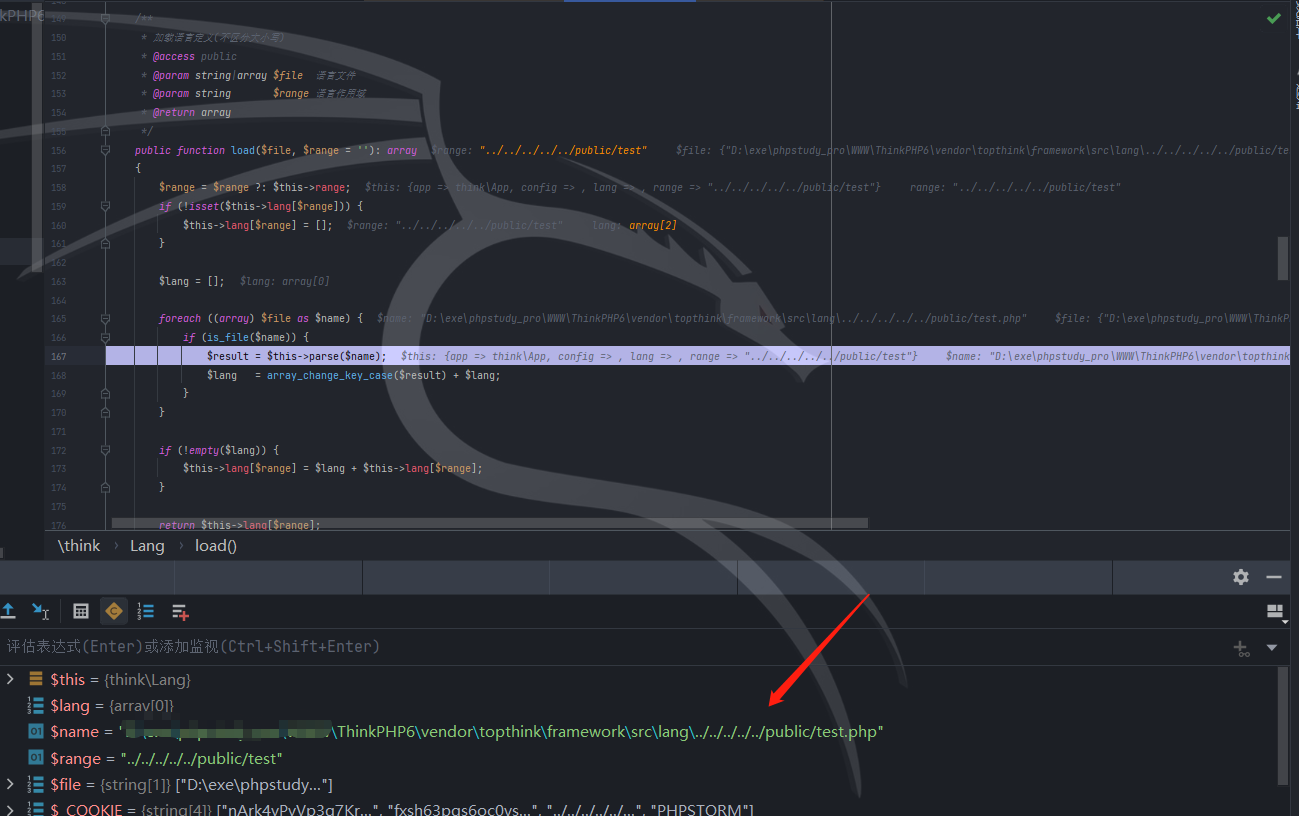 kPHP6
149 /**
150 * 加载语言定义(不区分大小写)
151 * @access public
152 * @param string|array $file 语言文件
153 * @param string $range 语言作用域
154 * @return array
155 */
156 public function load($file, $range = ''): array $range: "../../../../../public/test" $file: {"D:\exe\phpstudy_pro\WWW\ThinkPHP6\vendor\topthink\framework\src\lang\../../../../../public/te
157 {
158 $range = $range ?: $this->range; $this: {app => think\App, config => , lang => , range => "../../../../../public/test"} range: "../../../../../public/test"
159 if (!isset($this->lang[$range])) {
160 $this->lang[$range] = []; $range: "../../../../../public/test" lang: array[2]
161 }
162
163 $lang = []; $lang: array[0]
164
165 foreach ((array) $file as $name) { $name: "D:\exe\phpstudy_pro\WWW\ThinkPHP6\vendor\topthink\framework\src\lang\../../../../../public/test.php" $file: {"D:\exe\phpstudy_pro\WWW\ThinkP
166 if (is_file($name)) {
167 $result = $this->parse($name); $this: {app => think\App, config => , lang => , range => "../../../../../public/test"} $name: "D:\exe\phpstudy_pro\WWW\ThinkPHP6\vendor\topthink
168 $lang = array_change_key_case($result) + $lang;
169 }
170 }
171
172 if (!empty($lang)) {
173 $this->lang[$range] = $lang + $this->lang[$range];
174 }
175
176 return $this->lang[$range];
\think › Lang › load()
评估表达式(Enter)或添加监视(Ctrl+Shift+Enter)
$this = {think\Lang}
$lang = {array[0]}
$name = "\ThinkPHP6\vendor\topthink\framework\src\lang\../../../../../public/test.php"
$range = "../../../../../public/test"
$file = {string[1]} ["D:\exe\phpstudy..."]
$_COOKIE = {string[4]} ["nArk4vPvVp3q7Kr...", "fxsh63pqs6oc0vs...", "../../../../../...", "PHPSTORM"]